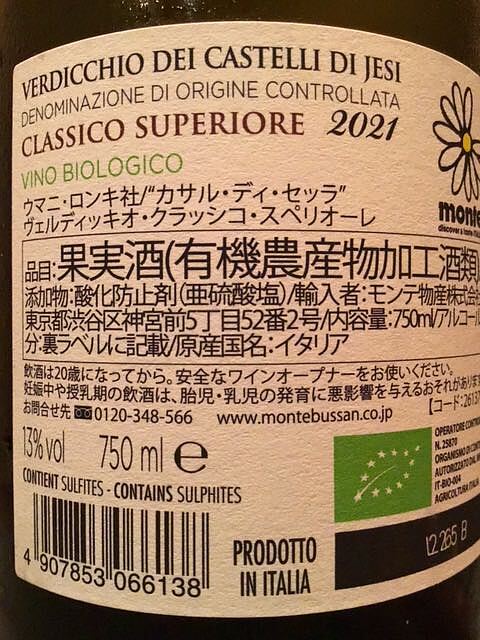 VERDICCHIO DEI CASTELLI DI JESI
DENOMINAZIONE DI ORIGINE CONTROLLATA
CLASSICO SUPERIORE 2021
VINO BIOLOGICO
ウマニ・ロンキ社/“カサル・ディ・セッラ”
ヴェルディッキオ・クラッシコ・スペリオーレ
monte
discover a taste
品目:果実酒(有機農産物加工酒類)
添加物:酸化防止剤(亜硫酸塩)/輸入者:モンテ物産株式会
東京都渋谷区神宮前5丁目52番2号/内容量:750ml/アルコール
分:裏ラベルに記載/原産国名:イタリア
飲酒は20歳になってから。安全なワインオープナーをお使いください。
妊娠中や授乳期の飲酒は、胎児・乳児の発育に悪影響を与えるおそれがあります
お問合せ先 0120-348-566 www.montebussan.co.jp 【コード:2613
13% vol 750 ml e
CONTIENT SULFITES - CONTAINS SULPHITES
4 907853 066138
PRODOTTO
IN ITALIA
OPERATORE CONTRO
N. 25870
ORGANISMO DI CONT
AUTORIZZATO DAL M
IT-BIO-004
AGRICOLTURA ITALIA
L2 265 B